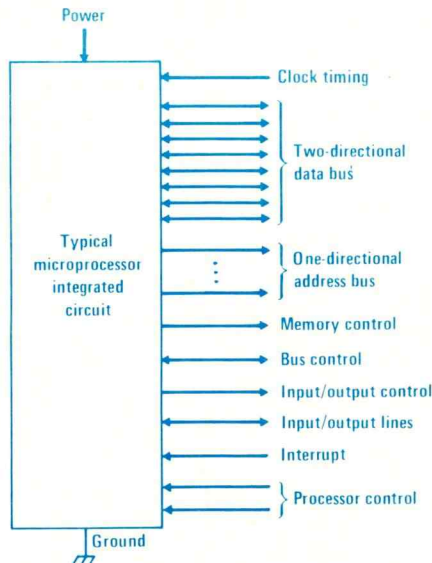 Power
Clock timing
Two-directional
data bus
Typical
microprocessor
integrated
circuit
One-directional
address bus
Memory control
Bus control
Input/output control
Input/output lines
Interrupt
Processor control
Ground